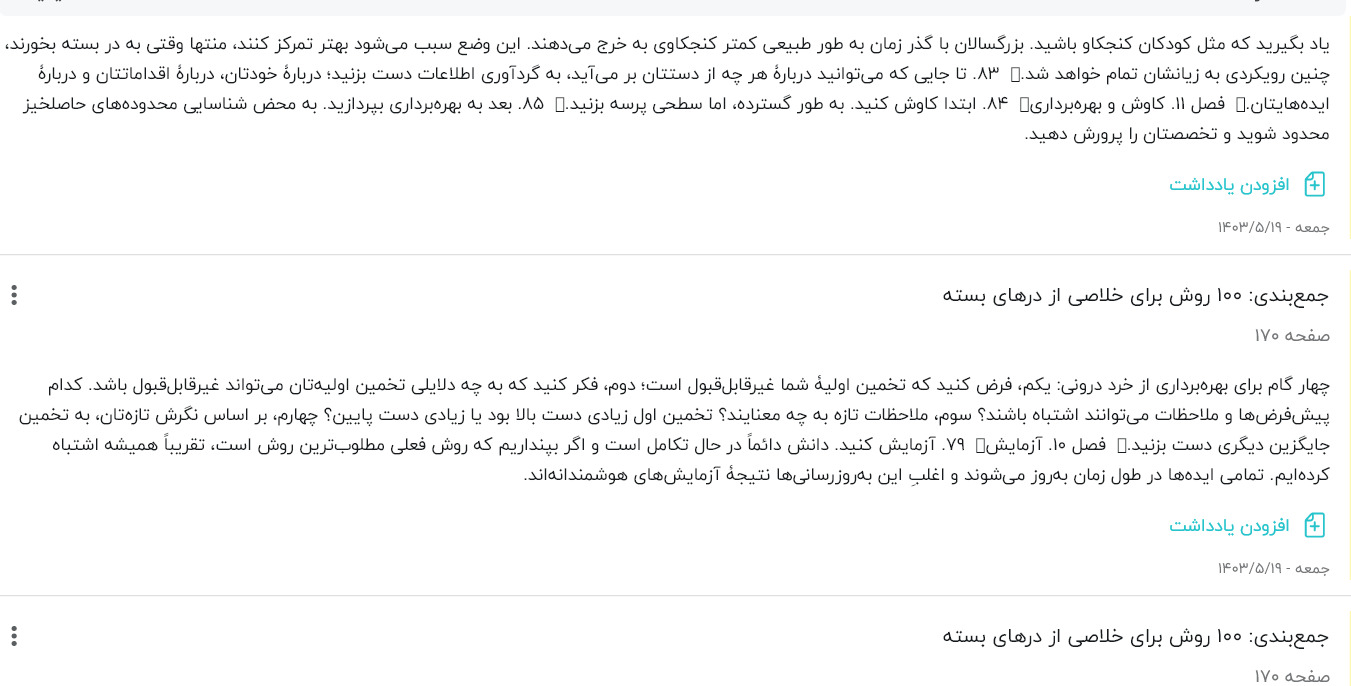 یاد بگیرید که مثل کودکان کنجکاو باشید. بزرگسالان با گذر زمان به طور طبیعی کمتر کنجکاوی به خرج می‌دهند. این وضع سبب می‌شود بهتر تمرکز کنند، منتها وقتی به در بسته بخورند،
چنین رویکردی به زیانشان تمام خواهد شد. ۸۳. تا جایی که می‌توانید دربارهٔ هر چه از دستتان بر می‌آید، به گردآوری اطلاعات دست بزنید؛ دربارهٔ خودتان، دربارهٔ اقداماتتان و دربارهٔ
ایده‌هایتان. فصل ۱۱. کاوش و بهره‌برداری ۸۴. ابتدا کاوش کنید. به طور گسترده، اما سطحی پرسه بزنید. ۸۵. بعد به بهره‌برداری بپردازید. به محض شناسایی محدوده‌های حاصلخیز
محدود شوید و تخصصتان را پرورش دهید.
افزودن یادداشت
جمعه - ۱۴۰۳/۵/۱۹
جمع‌بندی: ۱۰۰ روش برای خلاصی از درهای بسته
صفحه ۱۷۰
چهار گام برای بهره‌برداری از خرد درونی: یکم، فرض کنید که تخمین اولیهٔ شما غیرقابل‌قبول است؛ دوم، فکر کنید که به چه دلایلی تخمین اولیه‌تان می‌تواند غیرقابل‌قبول باشد. کدام
پیش‌فرض‌ها و ملاحظات می‌توانند اشتباه باشند؟ سوم، ملاحظات تازه به چه معنایند؟ تخمین اول زیادی دست بالا بود یا زیادی دست پایین؟ چهارم، بر اساس نگرش تازه‌تان، به تخمین
جایگزین دیگری دست بزنید. فصل ۱۰. آزمایش ۷۹. آزمایش کنید. دانش دائماً در حال تکامل است و اگر بپنداریم که روش فعلی مطلوب‌ترین روش است، تقریباً همیشه اشتباه
کرده‌ایم. تمامی ایده‌ها در طول زمان به‌روز می‌شوند و اغلبِ این به‌روزرسانی‌ها نتیجهٔ آزمایش‌های هوشمندانه‌اند.
افزودن یادداشت
جمعه - ۱۴۰۳/۵/۱۹
جمع‌بندی: ۱۰۰ روش برای خلاصی از درهای بسته
صفحه ۱۷۰